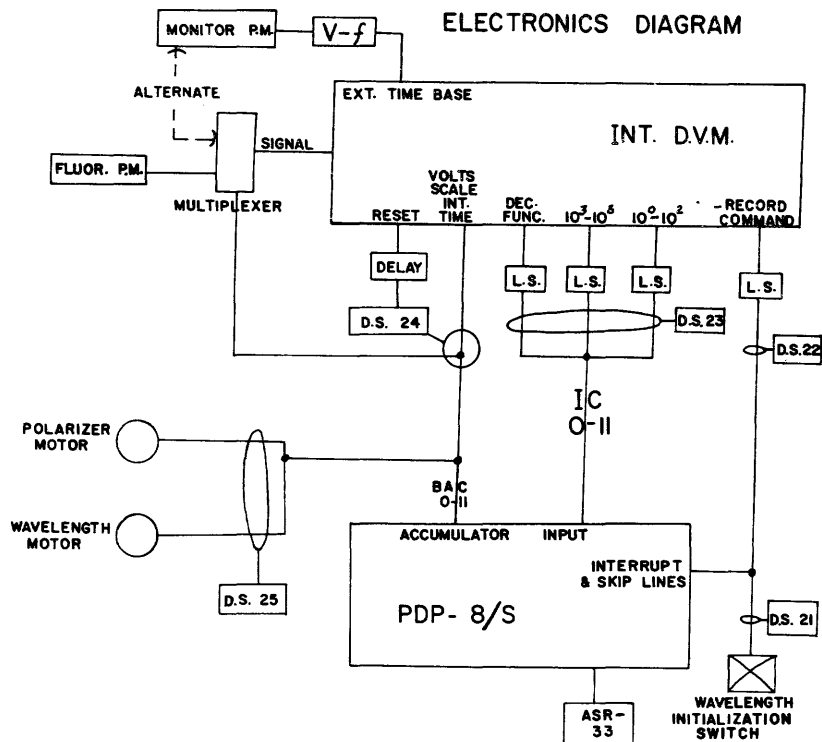 ELECTRONICS DIAGRAM
MONITOR P.M.
V-f
ALTERNATE
EXT. TIME BASE
INT. D.V.M.
SIGNAL
FLUOR. P.M.
MULTIPLEXER
VOLTS
SCALE
INT.
TIME
RESET
DEC.
FUNC.
10³-10⁵
10⁰-10²
-RECORD
COMMAND
DELAY
L.S.
L.S.
L.S.
L.S.
D.S. 24
D.S. 23
D.S. 22
IC
0-11
POLARIZER
MOTOR
BAC
0-11
WAVELENGTH
MOTOR
ACCUMULATOR
INPUT
INTERRUPT
& SKIP LINES
D.S. 25
PDP- 8/S
D.S. 21
ASR-
33
WAVELENGTH
INITIALIZATION
SWITCH